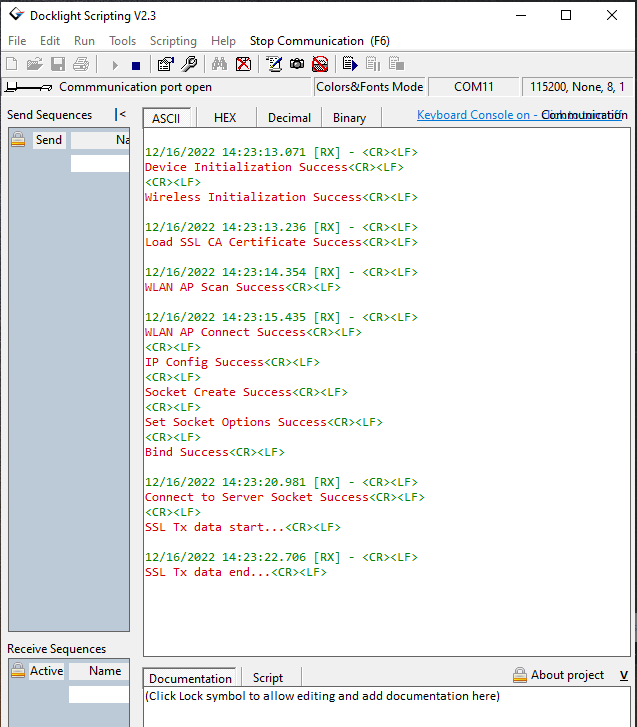 Docklight Scripting V2.3
File Edit Run Tools Scripting Help Stop Communication (F6)
Commmunication port open
Colors&Fonts Mode
COM11
115200, None, 8, 1
Send Sequences
|<
Send
Na
ASCII
HEX
Decimal
Binary
Keyboard Console on - click to turn off
Communication
12/16/2022 14:23:13.071 [RX] - <CR><LF>
Device Initialization Success<CR><LF>
<CR><LF>
Wireless Initialization Success<CR><LF>
12/16/2022 14:23:13.236 [RX] - <CR><LF>
Load SSL CA Certificate Success<CR><LF>
12/16/2022 14:23:14.354 [RX] - <CR><LF>
WLAN AP Scan Success<CR><LF>
12/16/2022 14:23:15.435 [RX] - <CR><LF>
WLAN AP Connect Success<CR><LF>
<CR><LF>
IP Config Success<CR><LF>
<CR><LF>
Socket Create Success<CR><LF>
<CR><LF>
Set Socket Options Success<CR><LF>
<CR><LF>
Bind Success<CR><LF>
12/16/2022 14:23:20.981 [RX] - <CR><LF>
Connect to Server Socket Success<CR><LF>
<CR><LF>
SSL Tx data start...<CR><LF>
12/16/2022 14:23:22.706 [RX] - <CR><LF>
SSL Tx data end...<CR><LF>
Receive Sequences
Active
Name
Documentation
Script
About project
V
(Click Lock symbol to allow editing and add documentation here)